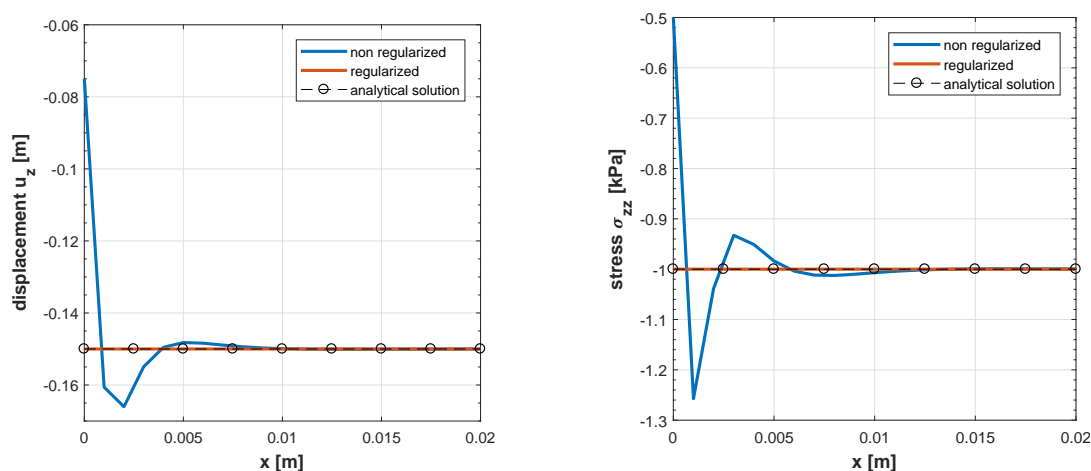 -0.06
-0.08
-0.1
-0.12
-0.14
-0.16
0
0.005
0.01
0.015
0.02
displacement u_z [m]
x [m]
non regularized
regularized
analytical solution
-0.5
-0.6
-0.7
-0.8
-0.9
-1
-1.1
-1.2
-1.3
0
0.005
0.01
0.015
0.02
stress σ_zz [kPa]
x [m]
non regularized
regularized
analytical solution